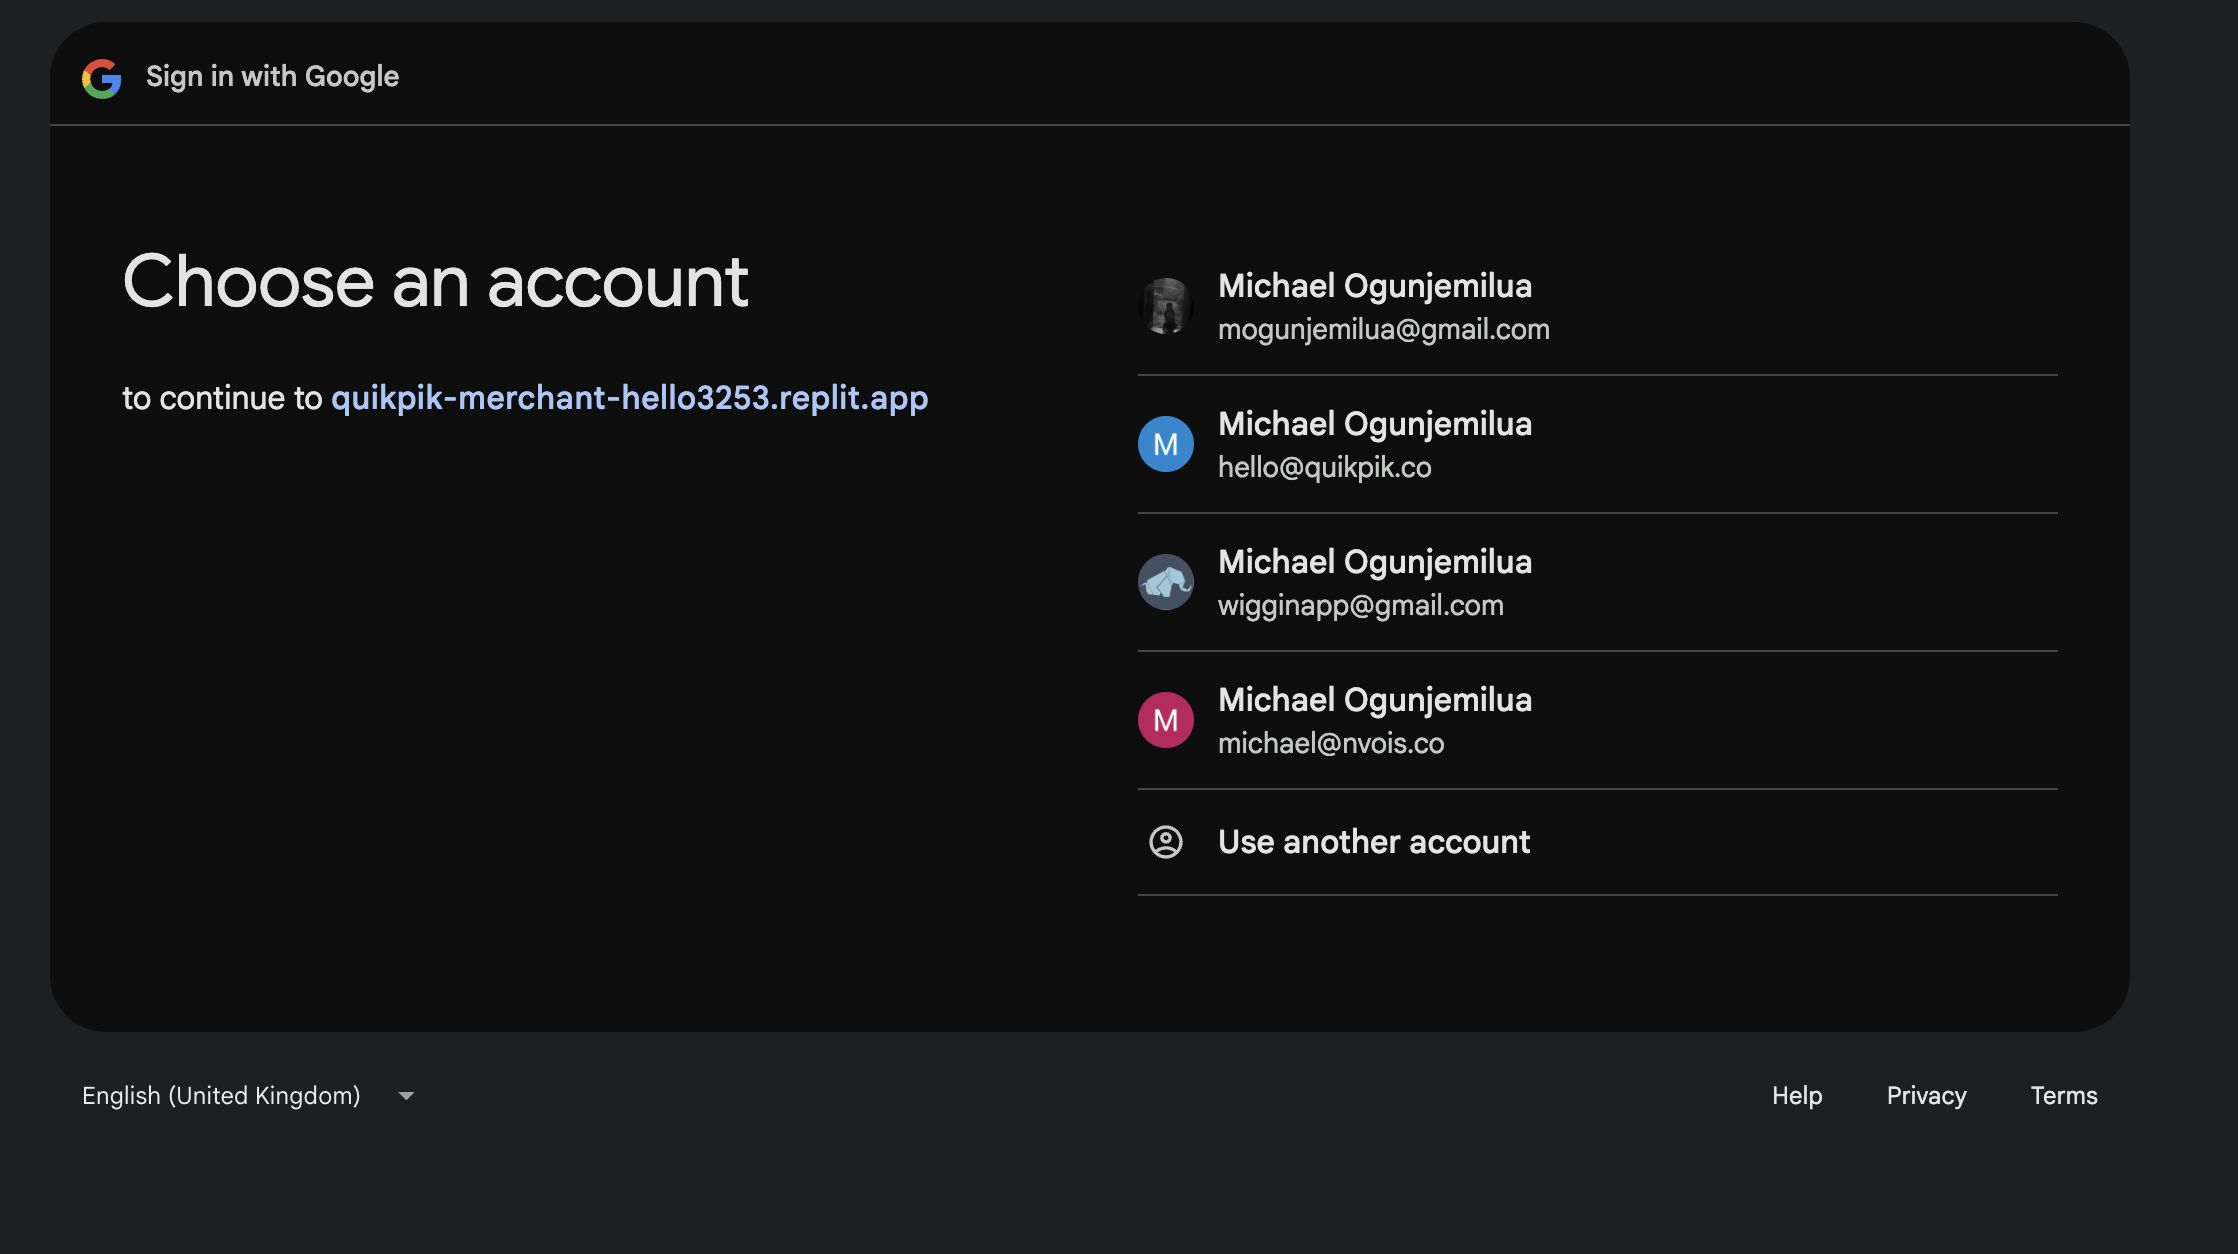 Sign in with Google
Choose an account
to continue to quikpik-merchant-hello3253.replit.app
Michael Ogunjemilua
mogunjemilua@gmail.com
M
Michael Ogunjemilua
hello@quikpik.co
Michael Ogunjemilua
wigginapp@gmail.com
M
Michael Ogunjemilua
michael@nvois.co
Use another account
English (United Kingdom)
Help Privacy Terms